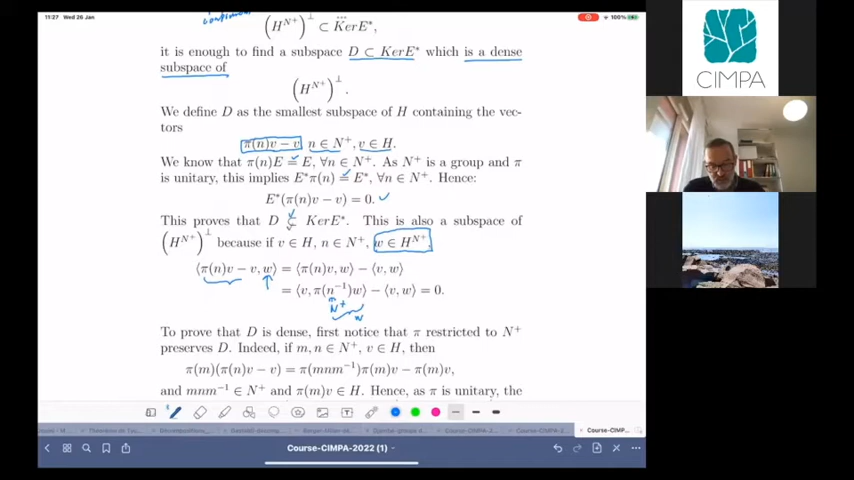 11:27 Wed 26 Jan
100%
(H^{N^+})^⊥ ⊂ KerE*,
it is enough to find a subspace D ⊂ KerE* which is a dense
subspace of
(H^{N^+})^⊥.
We define D as the smallest subspace of H containing the vec-
tors
π(n)v − v, n ∈ N^+, v ∈ H.
We know that π(n)E = E, ∀n ∈ N^+. As N^+ is a group and π
is unitary, this implies E*π(n) = E*, ∀n ∈ N^+. Hence:
E*(π(n)v − v) = 0.
This proves that D ⊂ KerE*. This is also a subspace of
(H^{N^+})^⊥ because if v ∈ H, n ∈ N^+, w ∈ H^{N^+},
⟨π(n)v − v, w⟩ = ⟨π(n)v, w⟩ − ⟨v, w⟩
= ⟨v, π(n^{−1})w⟩ − ⟨v, w⟩ = 0.
N^+
w
To prove that D is dense, first notice that π restricted to N^+
preserves D. Indeed, if m, n ∈ N^+, v ∈ H, then
π(m)(π(n)v − v) = π(mnm^{−1})π(m)v − π(m)v,
and mnm^{−1} ∈ N^+ and π(m)v ∈ H. Hence, as π is unitary, the
Course-CIMPA-2022 (1)
CIMPA